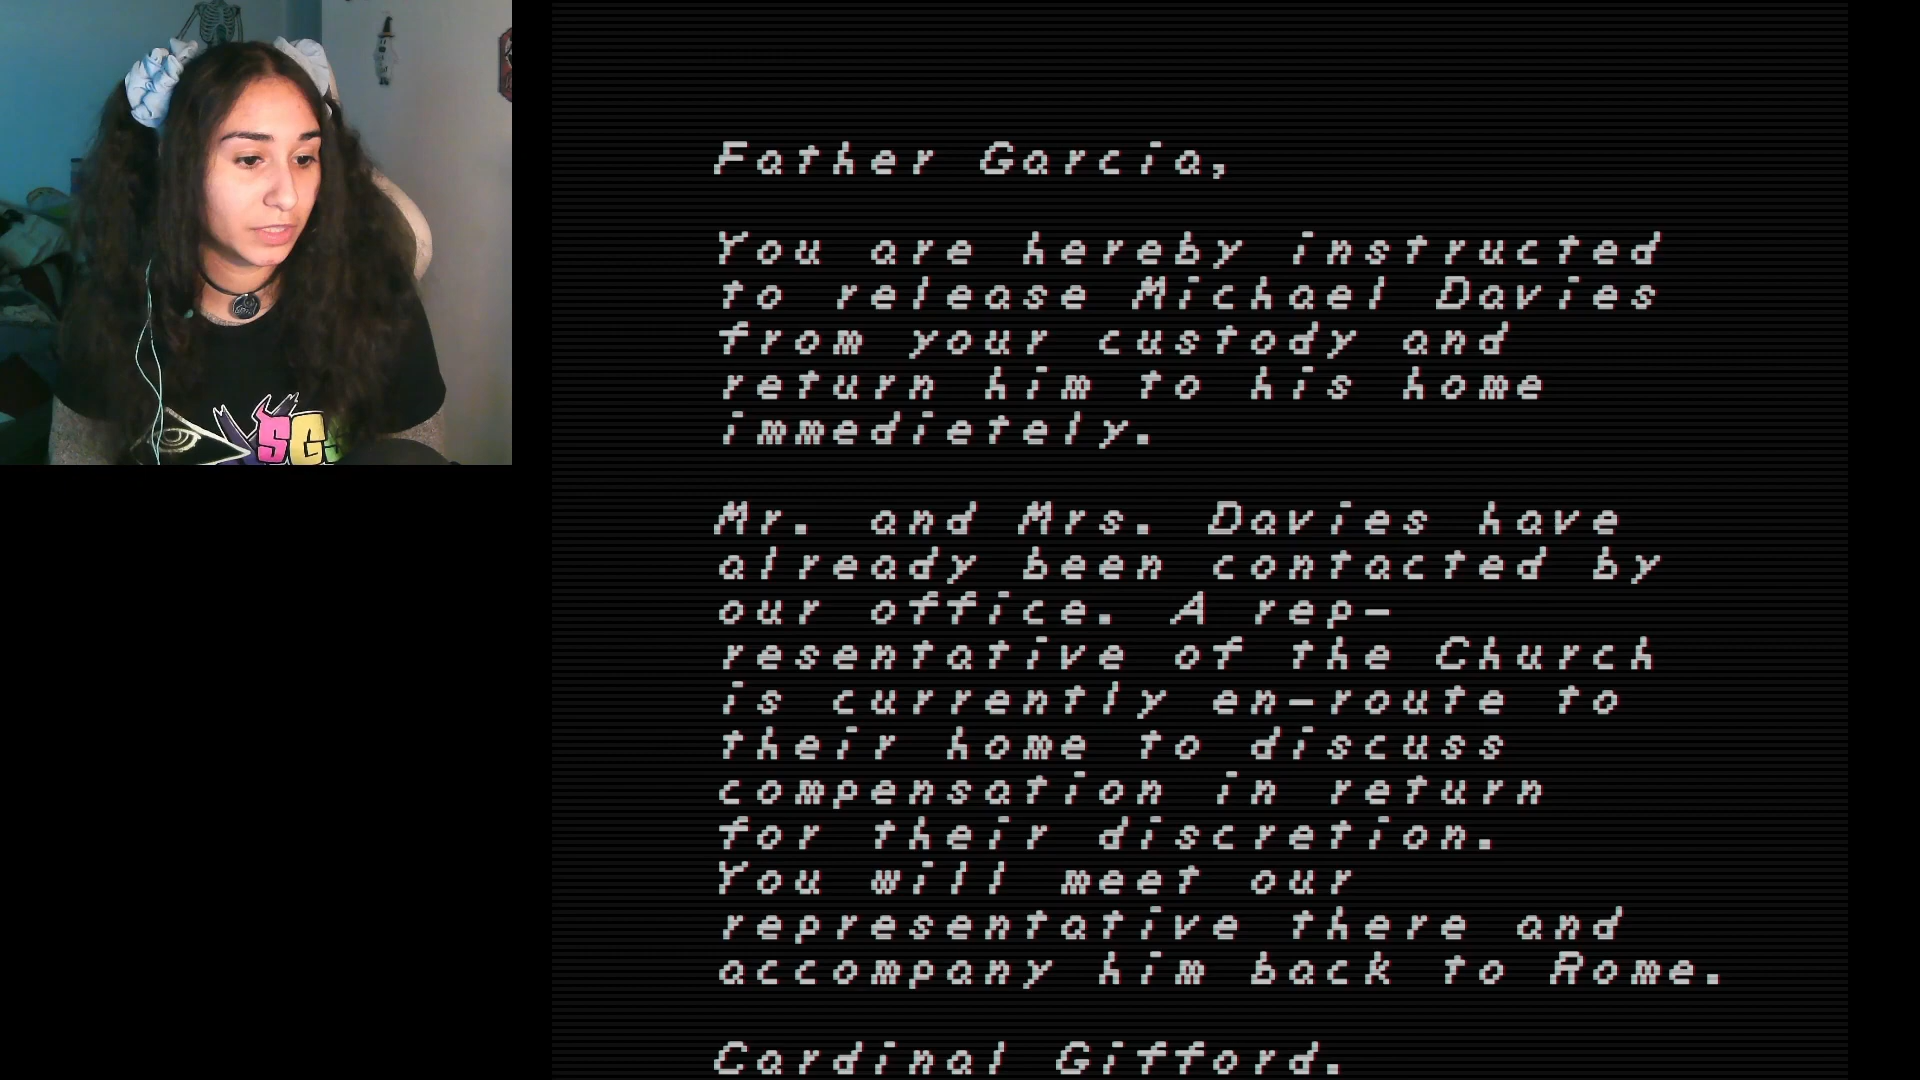 Father Garcia,
You are hereby instructed
to release Michael Davies
from your custody and
return him to his home
immedietely.
Mr. and Mrs. Davies have
already been contacted by
our office. A rep-
resentative of the Church
is currently en-route to
their home to discuss
compensation in return
for their discretion.
You will meet our
representative there and
accompany him back to Rome.
Cardinal Gifford.